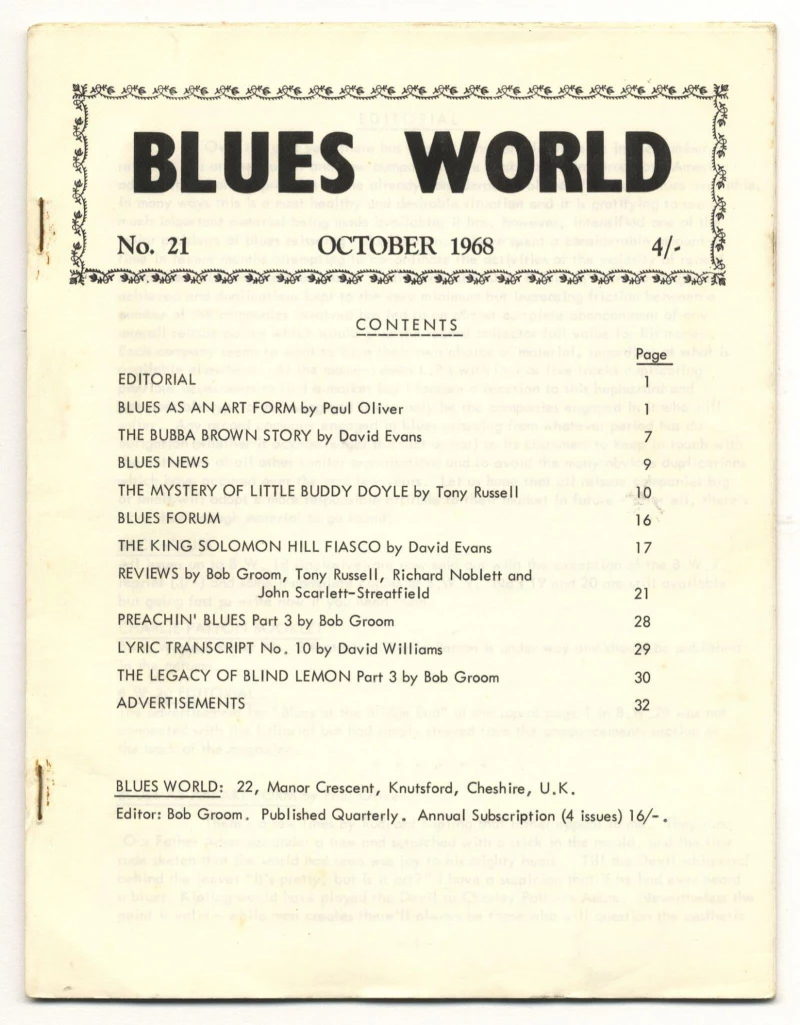 BLUES WORLD
No. 21 OCTOBER 1968 4/-
CONTENTS
Page
EDITORIAL 1
BLUES AS AN ART FORM by Paul Oliver 1
THE BUBBA BROWN STORY by David Evans 7
BLUES NEWS 9
THE MYSTERY OF LITTLE BUDDY DOYLE by Tony Russell 10
BLUES FORUM 16
THE KING SOLOMON HILL FIASCO by David Evans 17
REVIEWS by Bob Groom, Tony Russell, Richard Noblett and
John Scarlett-Streatfield 21
PREACHIN' BLUES Part 3 by Bob Groom 28
LYRIC TRANSCRIPT No. 10 by David Williams 29
THE LEGACY OF BLIND LEMON Part 3 by Bob Groom 30
ADVERTISEMENTS 32
BLUES WORLD: 22, Manor Crescent, Knutsford, Cheshire, U.K.
Editor: Bob Groom. Published Quarterly. Annual Subscription (4 issues) 16/-.